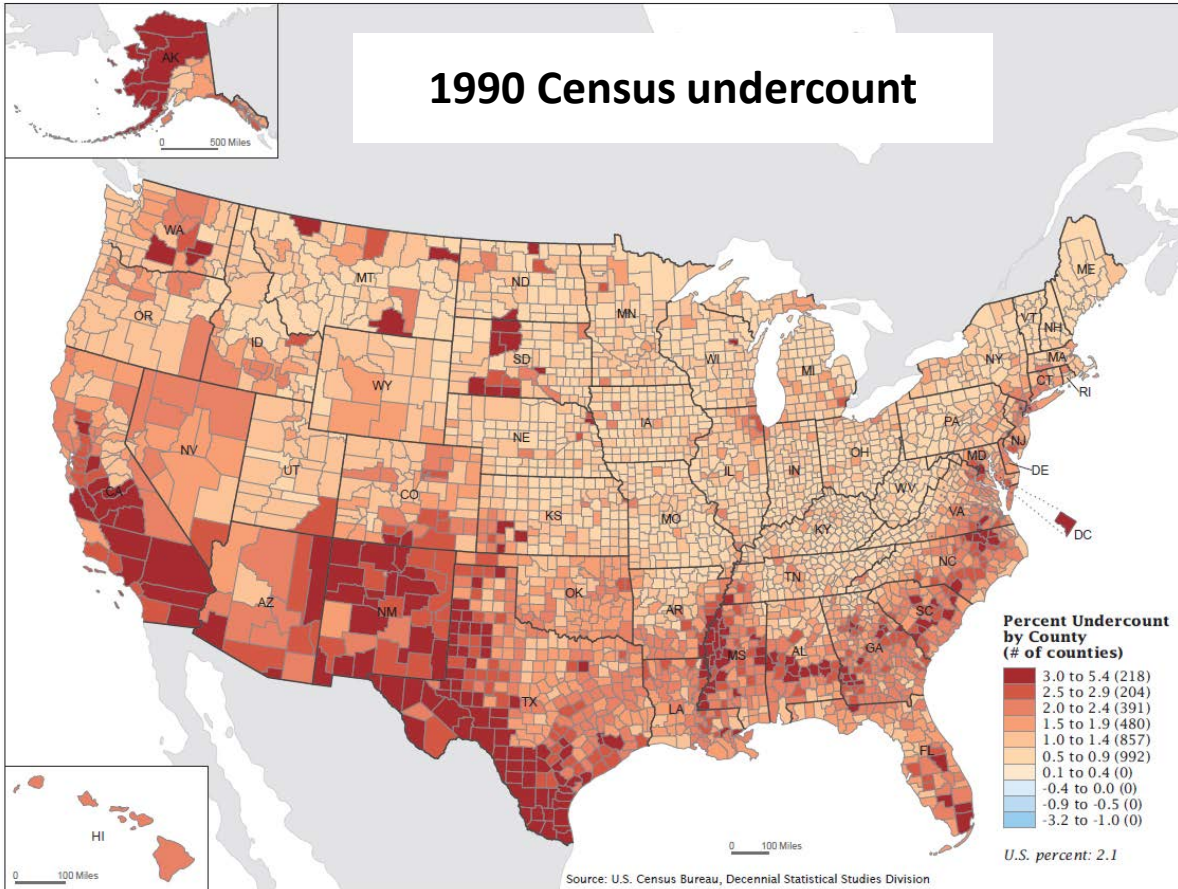 1990 Census undercount
AK
0 500 Miles
WA
MT
ND
MN
ME
OR
ID
SD
WI
MI
VT
NH
NY
MA
CT
RI
WY
IA
PA
NJ
NE
NV
UT
CO
IL
IN
OH
MD
DE
WV
VA
DC
CA
KS
MO
KY
NC
TN
AZ
NM
OK
AR
SC
MS
AL
GA
TX
LA
FL
HI
0 100 Miles
0 100 Miles
Percent Undercount
by County
(# of counties)
3.0 to 5.4 (218)
2.5 to 2.9 (204)
2.0 to 2.4 (391)
1.5 to 1.9 (480)
1.0 to 1.4 (857)
0.5 to 0.9 (992)
0.1 to 0.4 (0)
-0.4 to 0.0 (0)
-0.9 to -0.5 (0)
-3.2 to -1.0 (0)
U.S. percent: 2.1
Source: U.S. Census Bureau, Decennial Statistical Studies Division